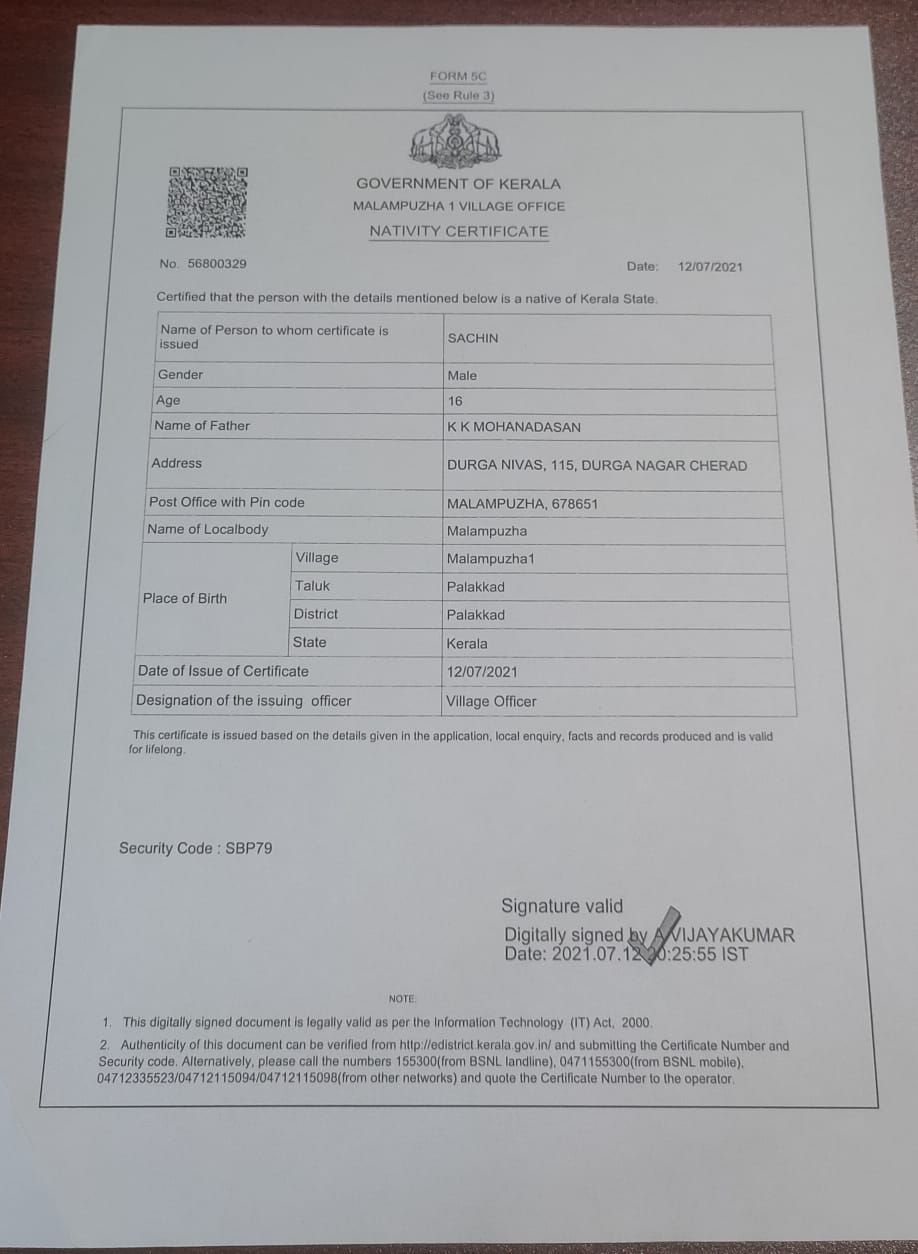 FORM 5C
(See Rule 3)
GOVERNMENT OF KERALA
MALAMPUZHA 1 VILLAGE OFFICE
NATIVITY CERTIFICATE
No. 56800329
Date: 12/07/2021
Certified that the person with the details mentioned below is a native of Kerala State.
Name of Person to whom certificate is
issued
SACHIN
Gender Male
Age 16
Name of Father K K MOHANADASAN
Address DURGA NIVAS, 115, DURGA NAGAR CHERAD
Post Office with Pin code MALAMPUZHA, 678651
Name of Localbody Malampuzha
Place of Birth
Village Malampuzha1
Taluk Palakkad
District Palakkad
State Kerala
Date of Issue of Certificate 12/07/2021
Designation of the issuing officer Village Officer
This certificate is issued based on the details given in the application, local enquiry, facts and records produced and is valid
for lifelong.
Security Code : SBP79
Signature valid
Digitally signed by A VIJAYAKUMAR
Date: 2021.07.12 :25:55 IST
NOTE:
1. This digitally signed document is legally valid as per the Information Technology (IT) Act, 2000.
2. Authenticity of this document can be verified from http://edistrict.kerala.gov.in/ and submitting the Certificate Number and
Security code. Alternatively, please call the numbers 155300(from BSNL landline), 0471155300(from BSNL mobile),
04712335523/04712115094/04712115098(from other networks) and quote the Certificate Number to the operator.